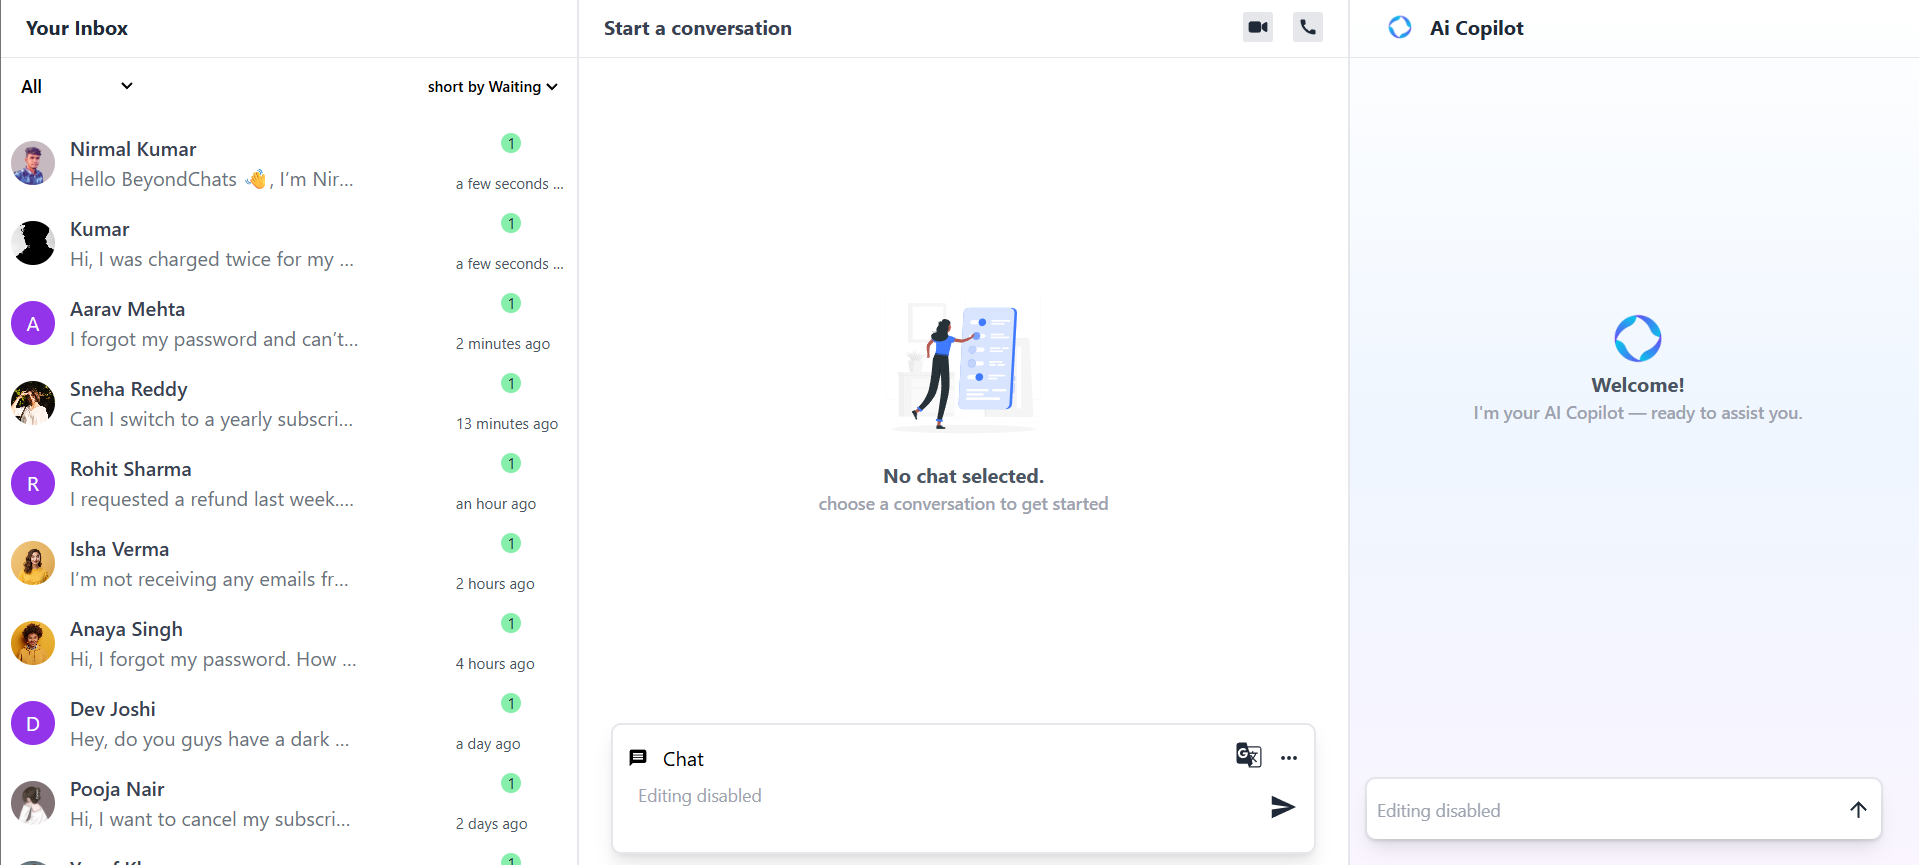 Your Inbox
All
short by Waiting
Nirmal Kumar
1
Hello BeyondChats 👋, I’m Nir...
a few seconds ...
Kumar
1
Hi, I was charged twice for my ...
a few seconds ...
A
Aarav Mehta
1
I forgot my password and can’t...
2 minutes ago
Sneha Reddy
1
Can I switch to a yearly subscri...
13 minutes ago
R
Rohit Sharma
1
I requested a refund last week....
an hour ago
Isha Verma
1
I’m not receiving any emails fr...
2 hours ago
Anaya Singh
1
Hi, I forgot my password. How ...
4 hours ago
D
Dev Joshi
1
Hey, do you guys have a dark ...
a day ago
Pooja Nair
1
Hi, I want to cancel my subscri...
2 days ago
1
Start a conversation
No chat selected.
choose a conversation to get started
Chat
Editing disabled
Ai Copilot
Welcome!
I'm your AI Copilot — ready to assist you.
Editing disabled